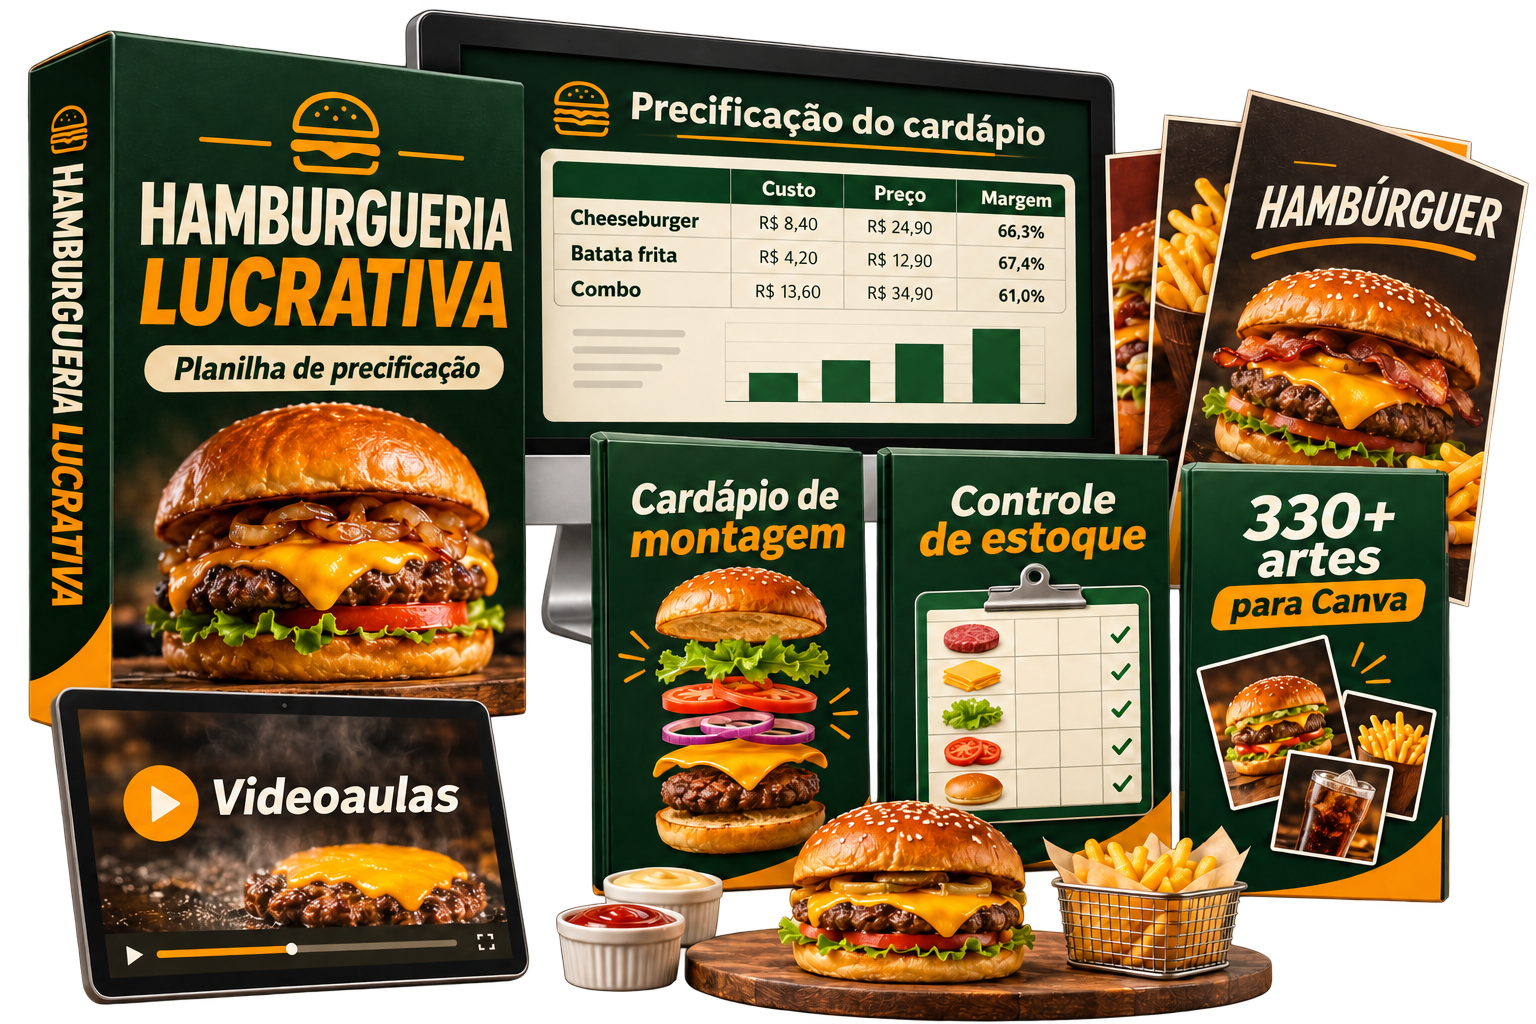 HAMBURGUERIA LUCRATIVA
HAMBURGUERIA
LUCRATIVA
Planilha de precificação
Precificação do cardápio
Custo Preço Margem
Cheeseburger R$ 8,40 R$ 24,90 66,3%
Batata frita R$ 4,20 R$ 12,90 67,4%
Combo R$ 13,60 R$ 34,90 61,0%
HAMBÚRGUER
Cardápio de
montagem
Controle
de estoque
330+
artes
para Canva
Videoaulas